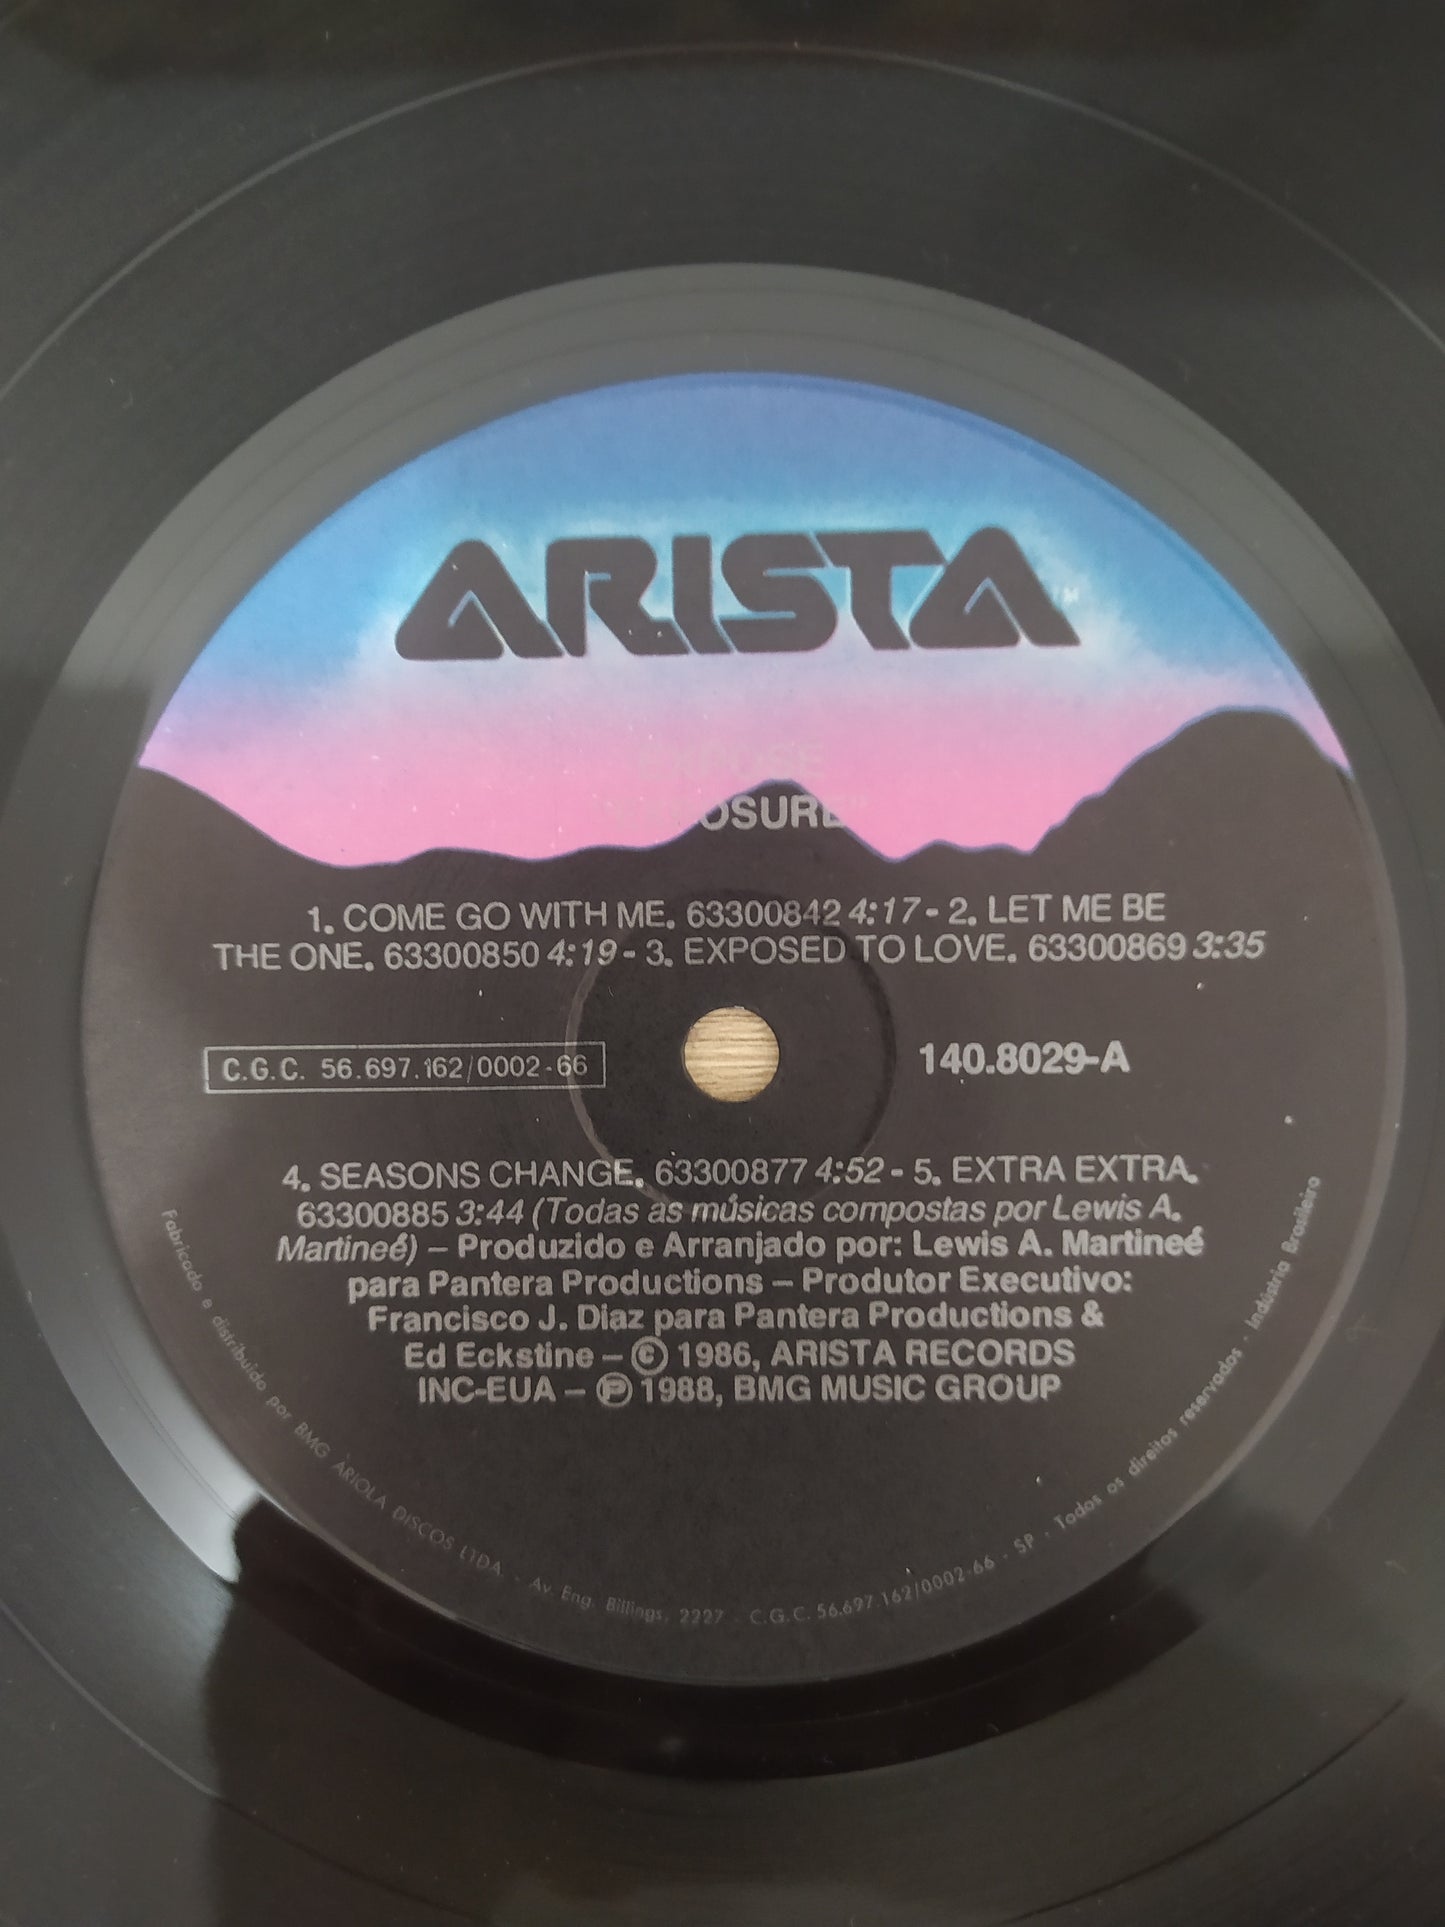 ARISTA
TM
EXPOSÉ
"EXPOSURE"
1. COME GO WITH ME. 63300842 4:17 - 2. LET ME BE
THE ONE. 63300850 4:19 - 3. EXPOSED TO LOVE. 63300869 3:35
C.G.C. 56.697.162/0002-66
140.8029-A
4. SEASONS CHANGE. 63300877 4:52 - 5. EXTRA EXTRA.
63300885 3:44 (Todas as músicas compostas por Lewis A.
Martineé) – Produzido e Arranjado por: Lewis A. Martineé
para Pantera Productions – Produtor Executivo:
Francisco J. Diaz para Pantera Productions &
Ed Eckstine – © 1986, ARISTA RECORDS
INC-EUA – ℗ 1988, BMG MUSIC GROUP
Fabricado e distribuído por BMG ARIOLA DISCOS LTDA. - Av. Eng. Billings, 2227 - C.G.C. 56.697.162/0002-66 - SP - Todos os direitos reservados - Indústria Brasileira